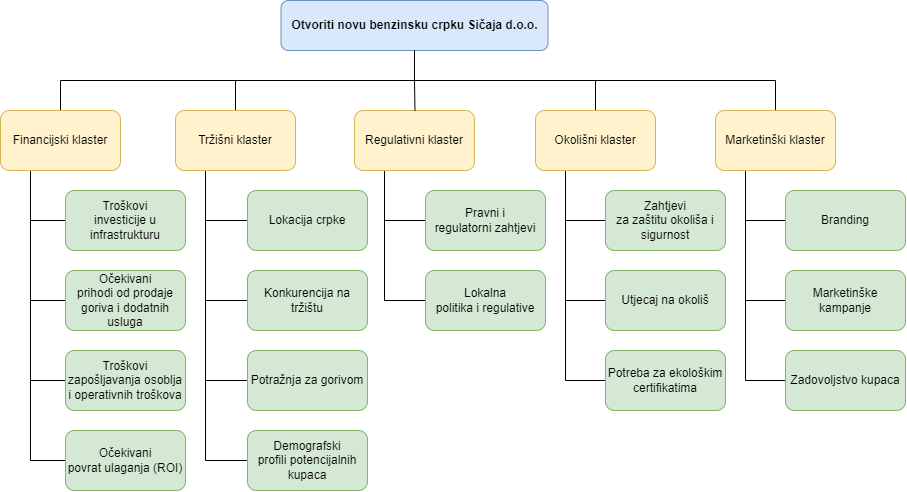 Otvoriti novu benzinsku crpku Sičaja d.o.o.
Financijski klaster
Tržišni klaster
Regulativni klaster
Okolišni klaster
Marketinški klaster
Troškovi
investicije u
infrastrukturu
Očekivani
prihodi od prodaje
goriva i dodatnih
usluga
Troškovi
zapošljavanja osoblja
i operativnih troškova
Očekivani
povrat ulaganja (ROI)
Lokacija crpke
Konkurencija na
tržištu
Potražnja za gorivom
Demografski
profili potencijalnih
kupaca
Pravni i
regulatorni zahtjevi
Lokalna
politika i regulative
Zahtjevi
za zaštitu okoliša i
sigurnost
Utjecaj na okoliš
Potreba za ekološkim
certifikatima
Branding
Marketinške
kampanje
Zadovoljstvo kupaca